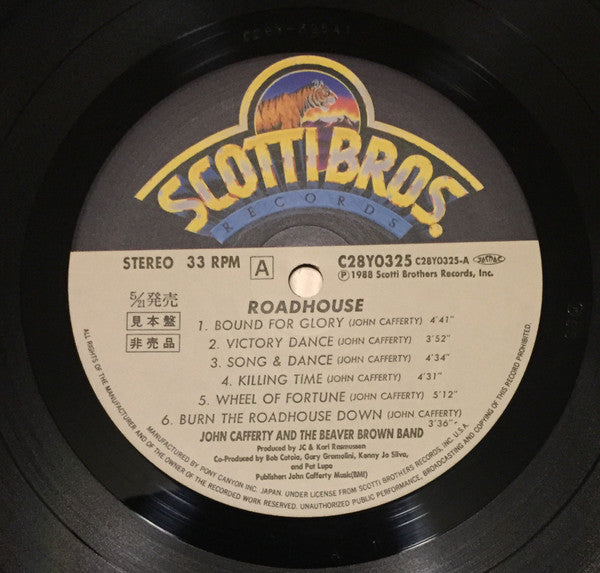 SCOTTI BROS.
RECORDS
STEREO 33 RPM A
C28Y0325 C28Y0325-A JASRAC
Ⓟ1988 Scotti Brothers Records, Inc.
5/21発売
見本盤
非売品
ROADHOUSE
1. BOUND FOR GLORY (JOHN CAFFERTY) 4'41"
2. VICTORY DANCE (JOHN CAFFERTY) 3'52"
3. SONG & DANCE (JOHN CAFFERTY) 4'34"
4. KILLING TIME (JOHN CAFFERTY) 4'31"
5. WHEEL OF FORTUNE (JOHN CAFFERTY) 5'12"
6. BURN THE ROADHOUSE DOWN (JOHN CAFFERTY) 3'36"
JOHN CAFFERTY AND THE BEAVER BROWN BAND
Produced by JC & Kari Rasmussen
Co-Produced by Bob Cotoia, Gary Gramolini, Kenny Jo Silva,
and Pat Lupo
Publisher: John Cafferty Music(BMI)
ALL RIGHTS OF THE MANUFACTURER AND OF THE OWNER OF THE RECORDED WORK RESERVED. UNAUTHORIZED PUBLIC PERFORMANCE, BROADCASTING AND COPYING OF THIS RECORD PROHIBITED.
MANUFACTURED BY PONY CANYON INC. JAPAN. UNDER LICENSE FROM SCOTTI BROTHERS RECORDS, INC. U.S.A.